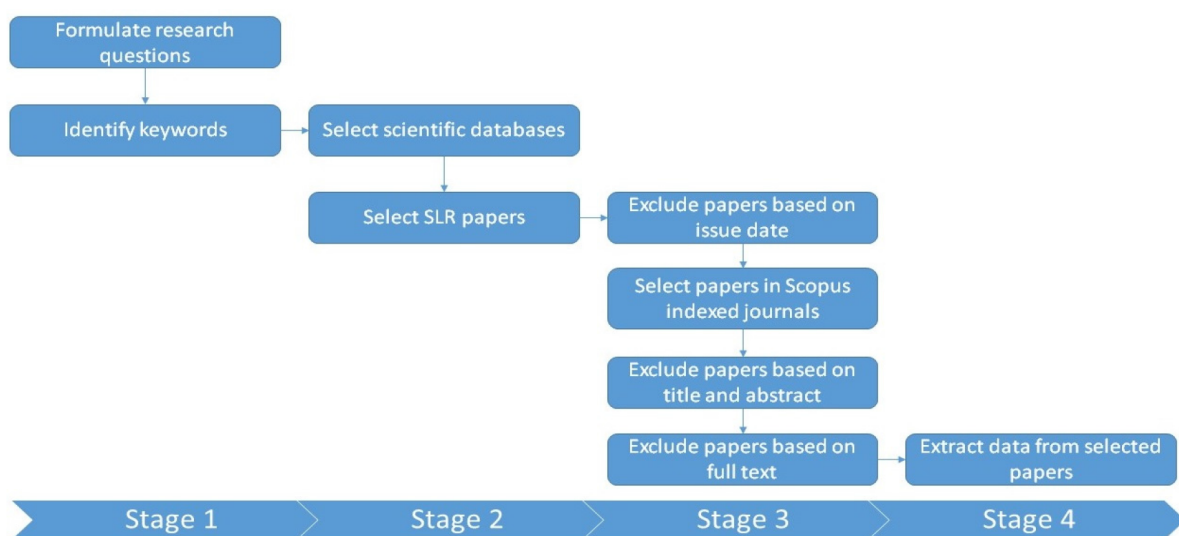 Formulate research
questions
Identify keywords
Select scientific databases
Select SLR papers
Exclude papers based on
issue date
Select papers in Scopus
indexed journals
Exclude papers based on
title and abstract
Exclude papers based on
full text
Extract data from selected
papers
Stage 1
Stage 2
Stage 3
Stage 4